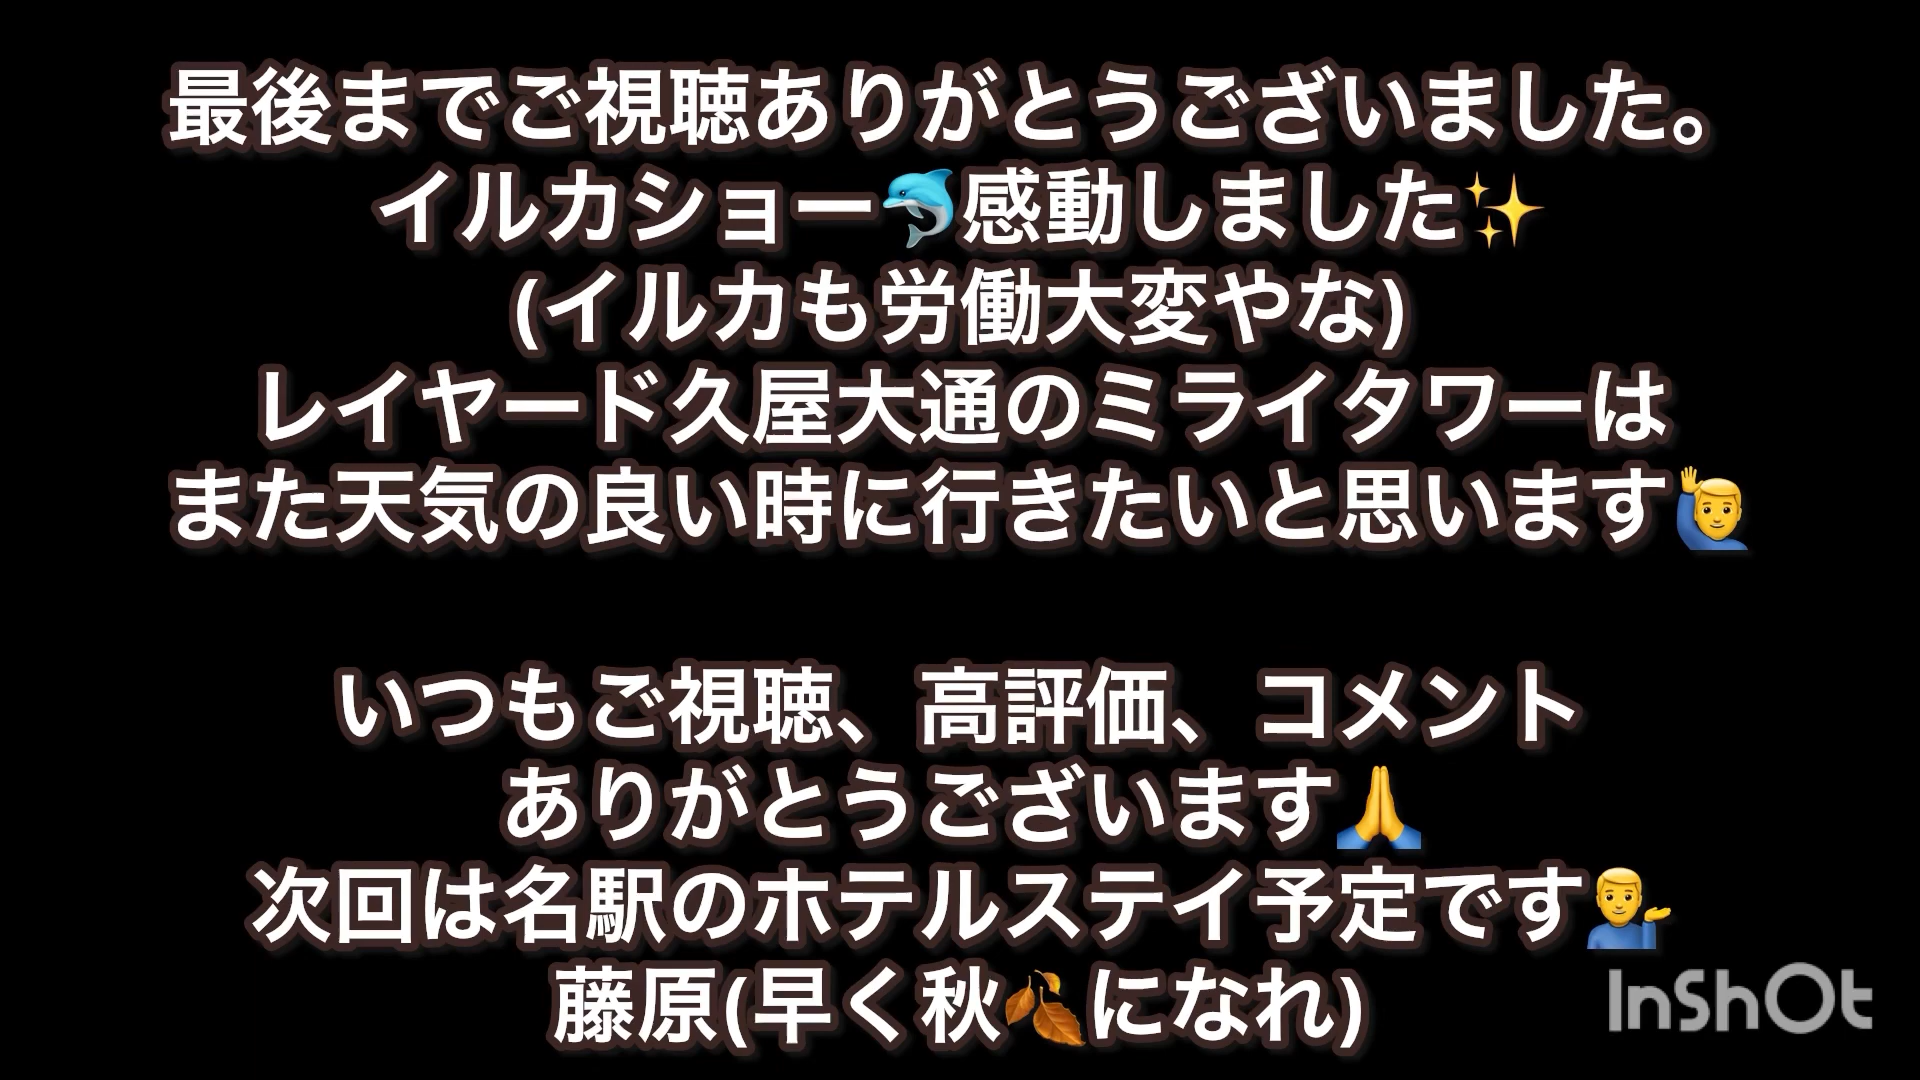 最後までご視聴ありがとうございました。
イルカショー🐬感動しました✨
(イルカも労働大変やな)
レイヤード久屋大通のミライタワーは
また天気の良い時に行きたいと思います🙋‍♂️
いつもご視聴、高評価、コメント
ありがとうございます🙏
次回は名駅のホテルステイ予定です💁‍♂️
藤原(早く秋🍂になれ)
InShOt